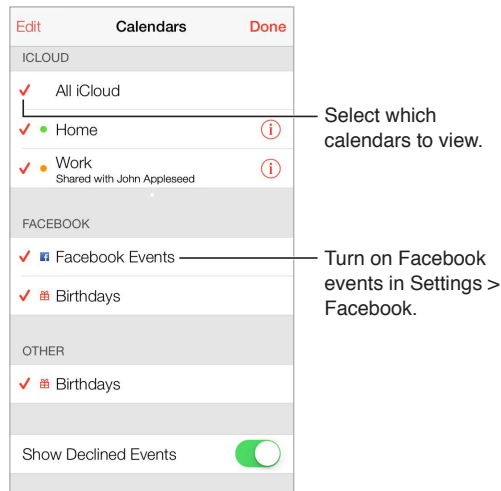 Edit Calendars Done
ICLOUD
All iCloud
Home
Work
Shared with John Appleseed
Select which
calendars to view.
FACEBOOK
Facebook Events
Birthdays
Turn on Facebook
events in Settings >
Facebook.
OTHER
Birthdays
Show Declined Events